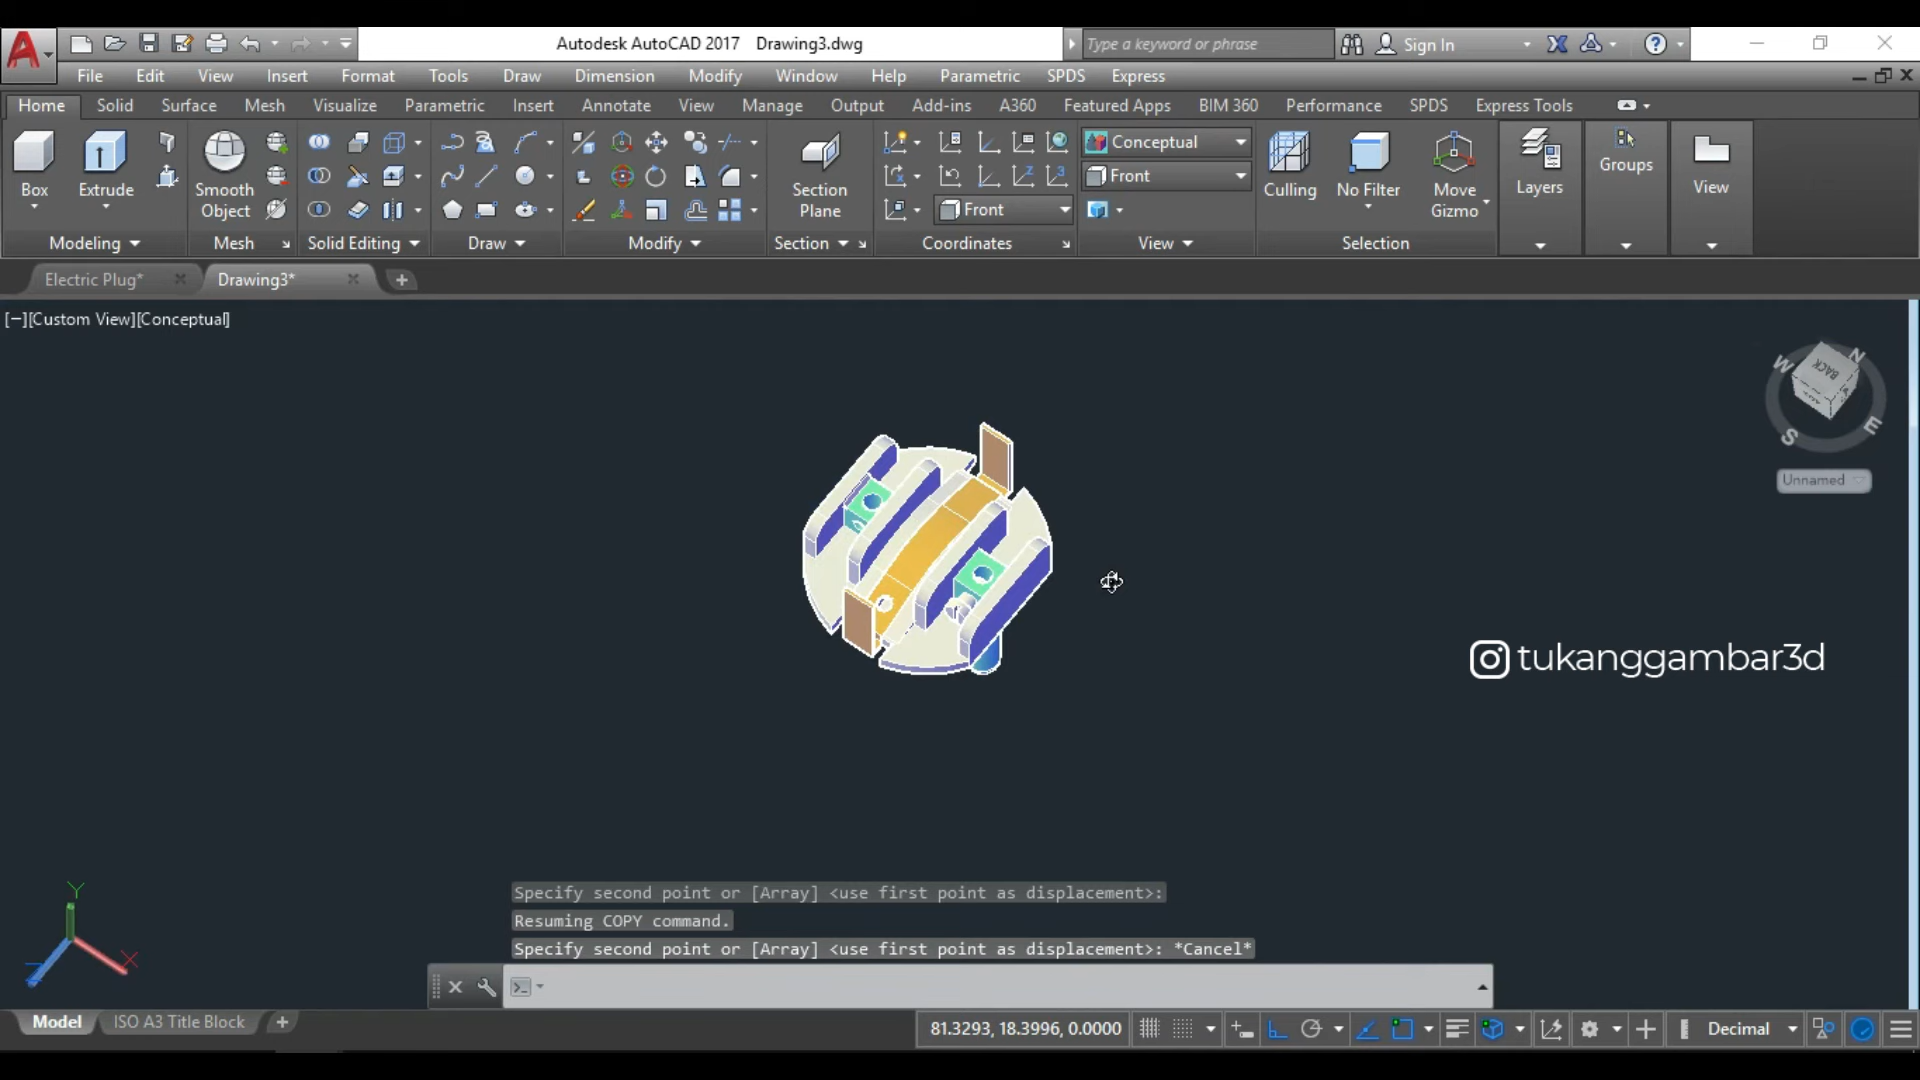 Autodesk AutoCAD 2017 Drawing3.dwg
Type a keyword or phrase
Sign In
File Edit View Insert Format Tools Draw Dimension Modify Window Help Parametric SPDS Express
Home Solid Surface Mesh Visualize Parametric Insert Annotate View Manage Output Add-ins A360 Featured Apps BIM 360 Performance SPDS Express Tools
Box
Extrude
Smooth
Object
Section
Plane
Conceptual
Front
Front
Culling
No Filter
Move
Gizmo
Layers
Groups
View
Modeling Mesh Solid Editing Draw Modify Section Coordinates View Selection
Electric Plug* Drawing3*
[−][Custom View][Conceptual]
W N
BACK
S E
Unnamed
tukanggambar3d
Specify second point or [Array] <use first point as displacement>:
Resuming COPY command.
Specify second point or [Array] <use first point as displacement>: *Cancel*
Y
X
Z
Model ISO A3 Title Block
81.3293, 18.3996, 0.0000
Decimal